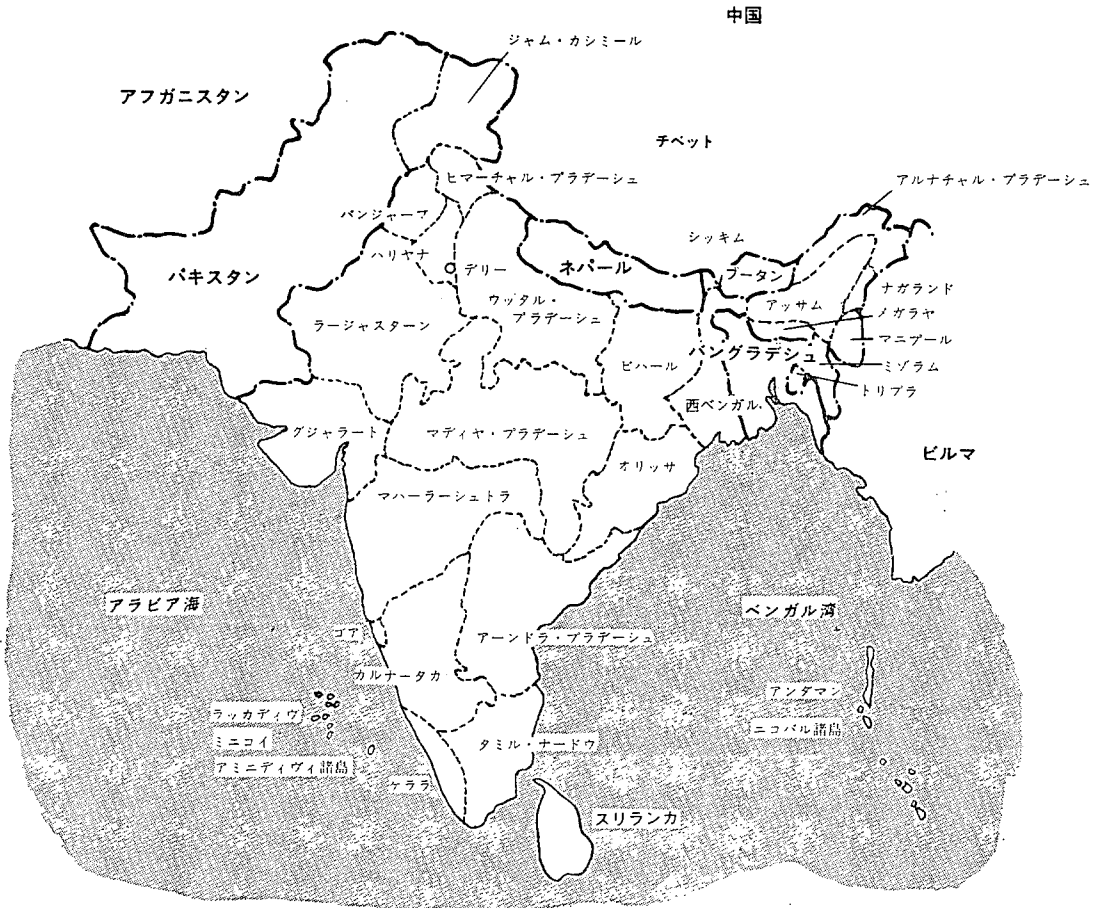 中国
ジャム・カシミール
アフガニスタン
チベット
ヒマーチャル・プラデーシュ
アルナチャル・プラデーシュ
パンジャーブ
シッキム
ハリヤナ
デリー
ネパール
ブータン
パキスタン
ナガランド
ウッタル・
プラデーシュ
アッサム
メガラヤ
ラージャスターン
マニプール
バングラデシュ
ビハール
ミゾラム
トリプラ
西ベンガル
グジャラート
マディヤ・プラデーシュ
ビルマ
オリッサ
マハーラーシュトラ
アラビア海
ベンガル湾
ゴア
アーンドラ・プラデーシュ
カルナータカ
アンダマン
ニコバル諸島
ラッカディヴ
ミニコイ
アミニディヴィ諸島
タミル・ナードウ
ケララ
スリランカ